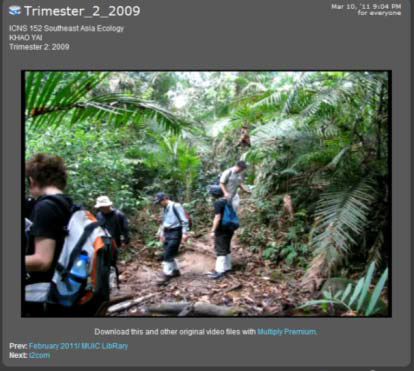 Trimester_2_2009
Mar 10, '11 9:04 PM
for everyone
ICNS 152 Southeast Asia Ecology
KHAO YAI
Trimester 2: 2009
Download this and other original video files with Multiply Premium.
Prev: February 2011/ MUIC LibRary
Next: i2com